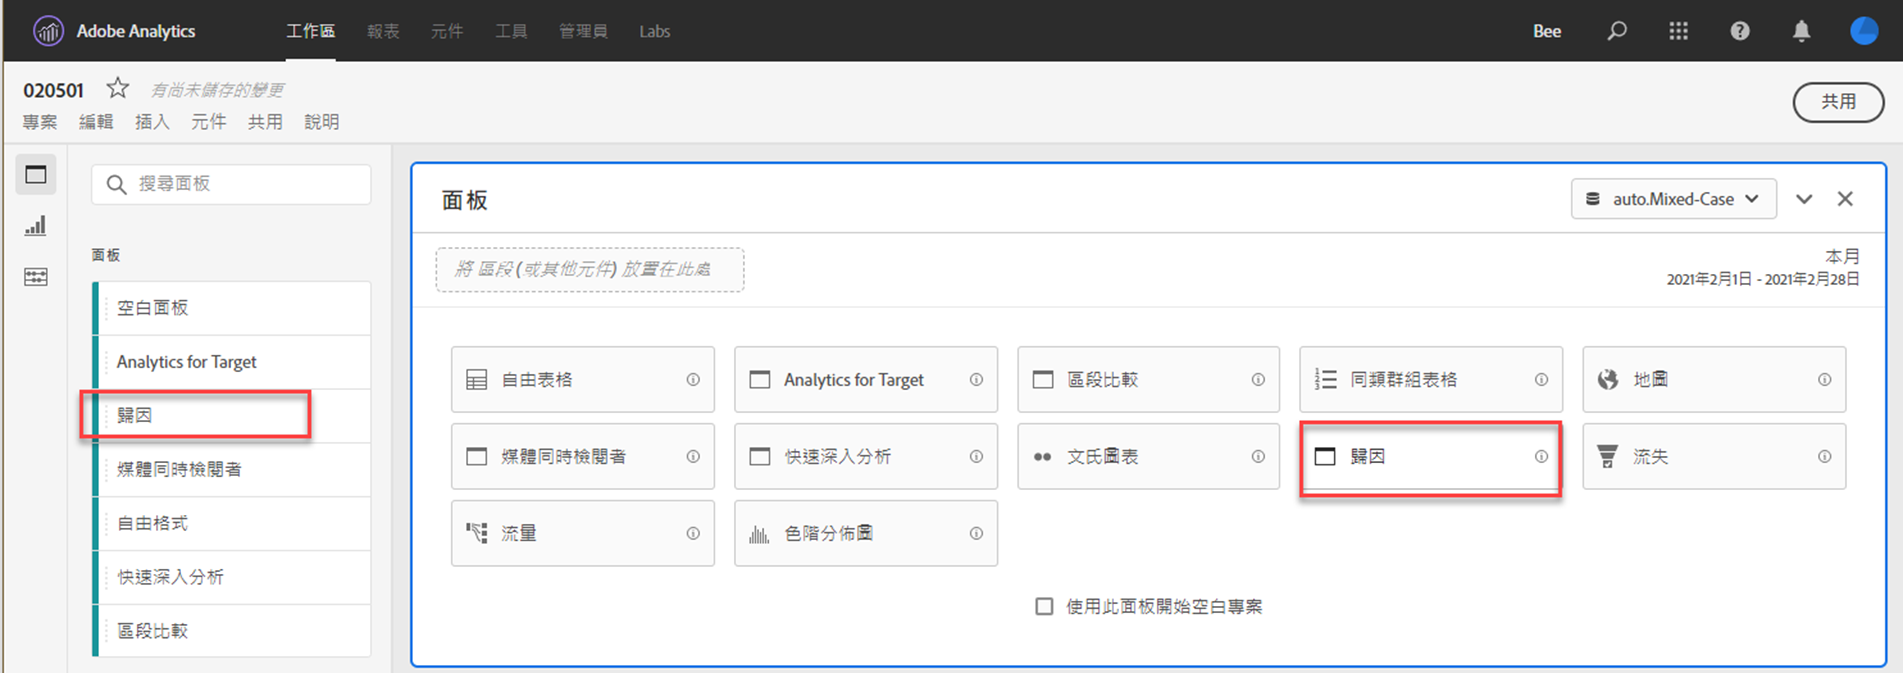 Adobe Analytics 工作區 報表 元件 工具 管理員 Labs Bee
020501 有尚未儲存的變更
專案 編輯 插入 元件 共用 說明
共用
搜尋面板
面板
空白面板
Analytics for Target
歸因
媒體同時檢閱者
自由格式
快速深入分析
區段比較
面板
auto.Mixed-Case
將 區段 (或其他元件) 放置在此處
本月
2021年2月1日 - 2021年2月28日
自由表格 Analytics for Target 區段比較 同類群組表格 地圖
媒體同時檢閱者 快速深入分析 文氏圖表 歸因 流失
流量 色階分佈圖
使用此面板開始空白專案